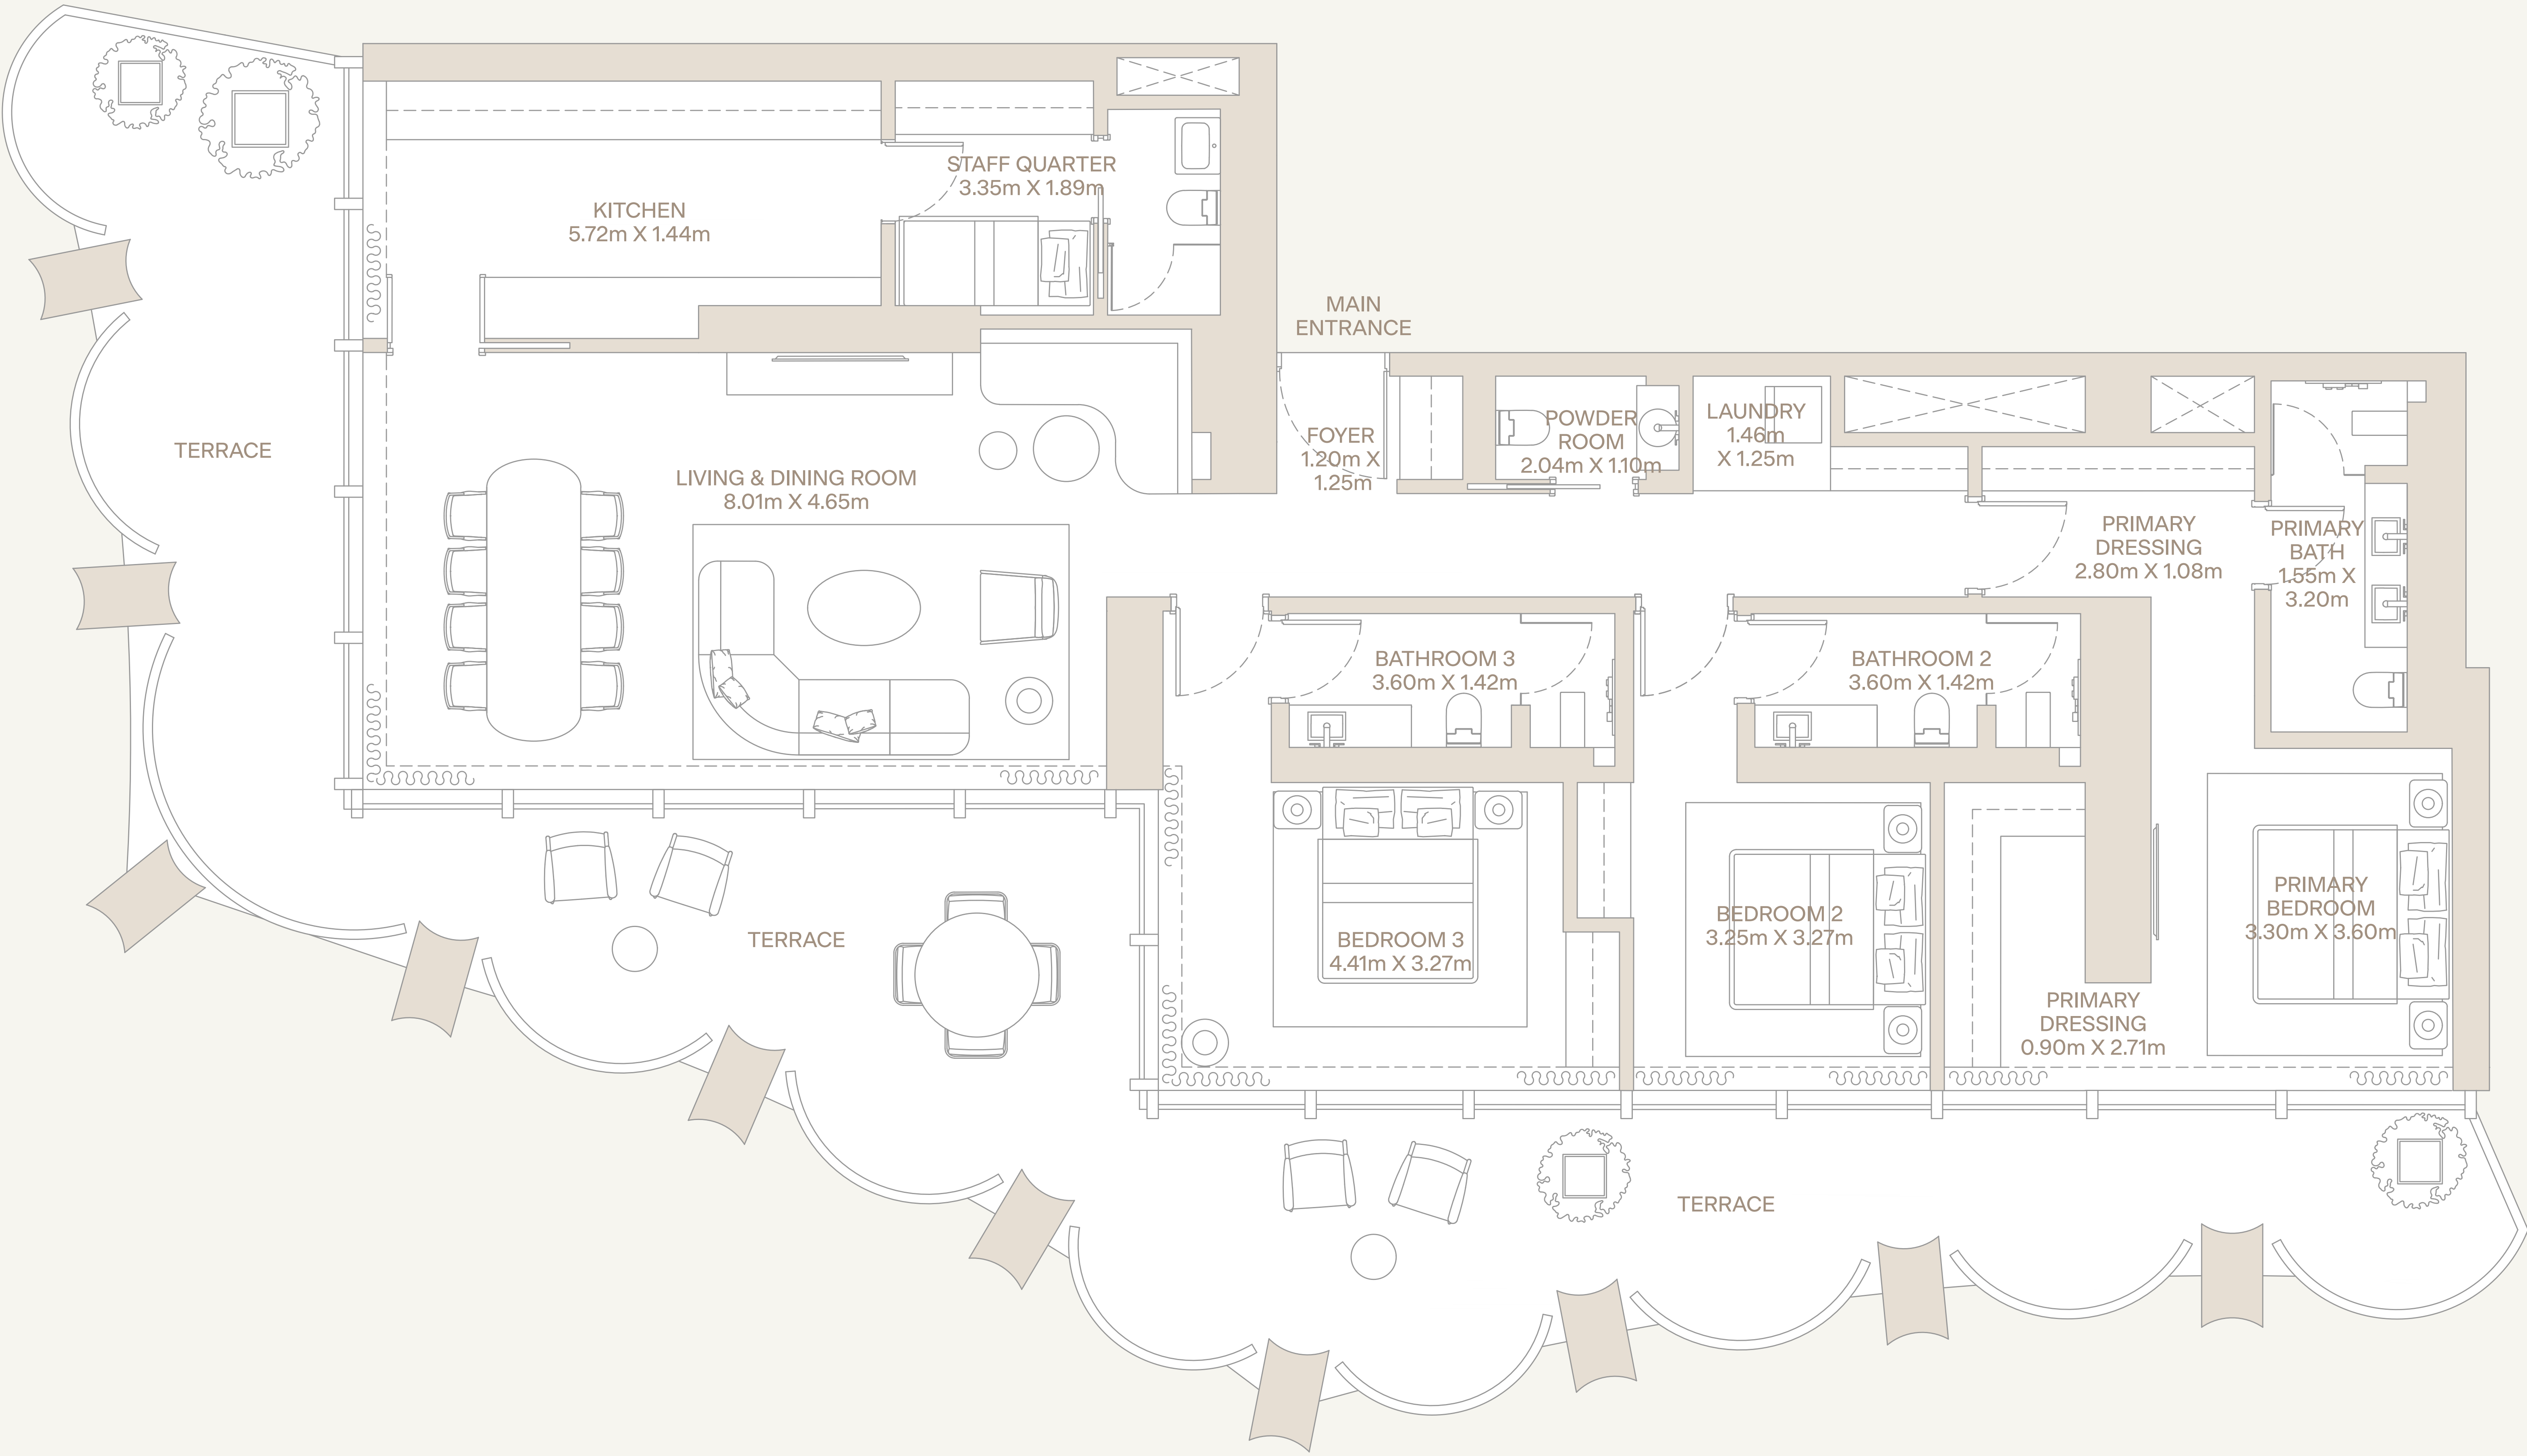 STAFF QUARTER
3.35m X 1.89m
KITCHEN
5.72m X 1.44m
MAIN
ENTRANCE
TERRACE
LIVING & DINING ROOM
8.01m X 4.65m
FOYER
1.20m X
1.25m
POWDER
ROOM
2.04m X 1.10m
LAUNDRY
1.46m
X 1.25m
PRIMARY
DRESSING
2.80m X 1.08m
PRIMARY
BATH
1.55m X
3.20m
BATHROOM 3
3.60m X 1.42m
BATHROOM 2
3.60m X 1.42m
TERRACE
BEDROOM 3
4.41m X 3.27m
BEDROOM 2
3.25m X 3.27m
PRIMARY
BEDROOM
3.30m X 3.60m
PRIMARY
DRESSING
0.90m X 2.71m
TERRACE